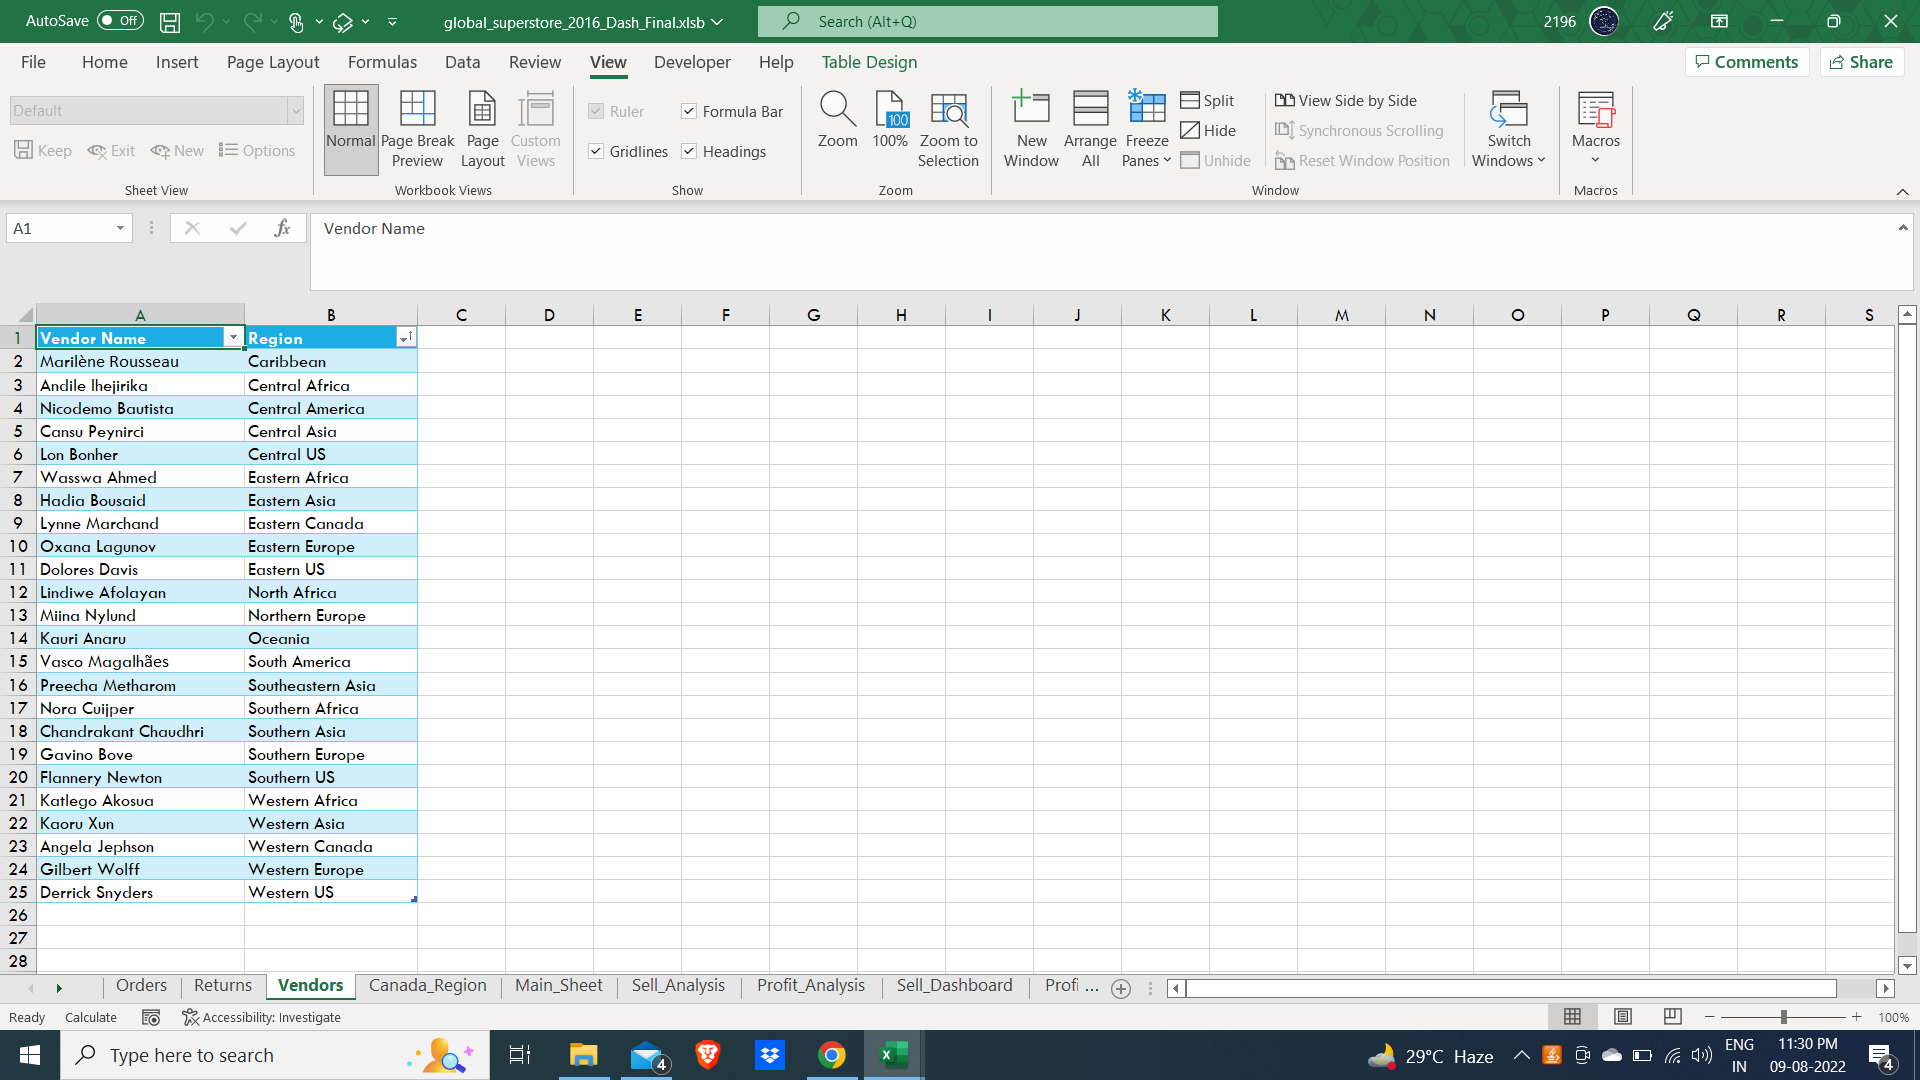 AutoSave Off
global_superstore_2016_Dash_Final.xlsb
Search (Alt+Q)
2196
File Home Insert Page Layout Formulas Data Review View Developer Help Table Design
Comments Share
Default
Keep Exit New Options
Sheet View
Normal
Page Break Preview
Page Layout
Custom Views
Workbook Views
Ruler Formula Bar
Gridlines Headings
Show
Zoom
100
100%
Zoom to Selection
Zoom
New Window
Arrange All
Freeze Panes
Split
Hide
Unhide
View Side by Side
Synchronous Scrolling
Reset Window Position
Window
Switch Windows
Macros
Macros
A1
fx
Vendor Name
A B C D E F G H I J K L M N O P Q R S
1 Vendor Name Region
2 Marilène Rousseau Caribbean
3 Andile Ihejirika Central Africa
4 Nicodemo Bautista Central America
5 Cansu Peynirci Central Asia
6 Lon Bonher Central US
7 Wasswa Ahmed Eastern Africa
8 Hadia Bousaid Eastern Asia
9 Lynne Marchand Eastern Canada
10 Oxana Lagunov Eastern Europe
11 Dolores Davis Eastern US
12 Lindiwe Afolayan North Africa
13 Miina Nylund Northern Europe
14 Kauri Anaru Oceania
15 Vasco Magalhães South America
16 Preecha Metharom Southeastern Asia
17 Nora Cuijper Southern Africa
18 Chandrakant Chaudhri Southern Asia
19 Gavino Bove Southern Europe
20 Flannery Newton Southern US
21 Katlego Akosua Western Africa
22 Kaoru Xun Western Asia
23 Angela Jephson Western Canada
24 Gilbert Wolff Western Europe
25 Derrick Snyders Western US
26
27
28
Orders Returns Vendors Canada_Region Main_Sheet Sell_Analysis Profit_Analysis Sell_Dashboard Profi ...
Ready Calculate Accessibility: Investigate
100%
Type here to search
4
29°C Haze
ENG
IN
11:30 PM
09-08-2022
4